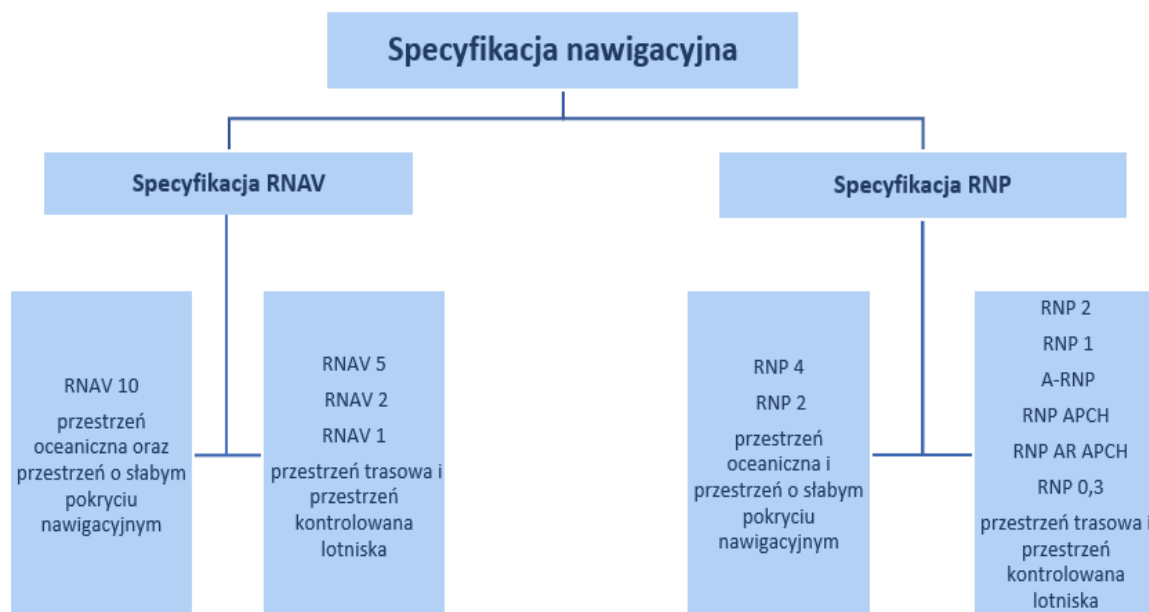 Specyfikacja nawigacyjna
Specyfikacja RNAV
Specyfikacja RNP
RNAV 10
przestrzeń
oceaniczna oraz
przestrzeń o słabym
pokryciu
nawigacyjnym
RNAV 5
RNAV 2
RNAV 1
przestrzeń trasowa i
przestrzeń
kontrolowana
lotniska
RNP 4
RNP 2
przestrzeń
oceaniczna i
przestrzeń o słabym
pokryciu
nawigacyjnym
RNP 2
RNP 1
A-RNP
RNP APCH
RNP AR APCH
RNP 0,3
przestrzeń trasowa i
przestrzeń
kontrolowana
lotniska